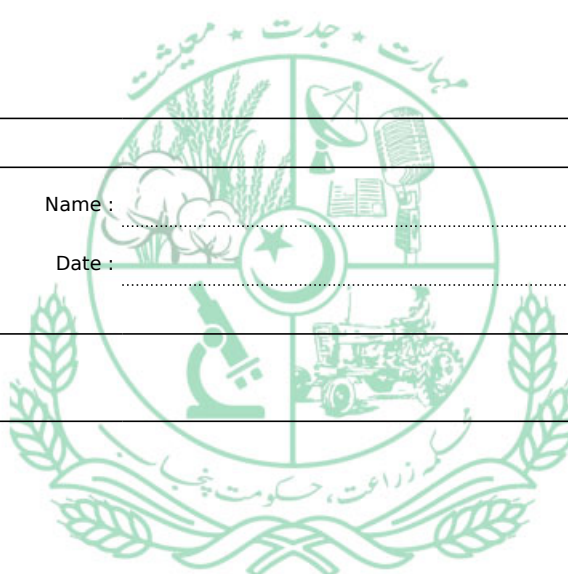 مہارت ٭ جدت ٭ معیشت
Name :
Date :
محکمہ زراعت، حکومت پنجاب